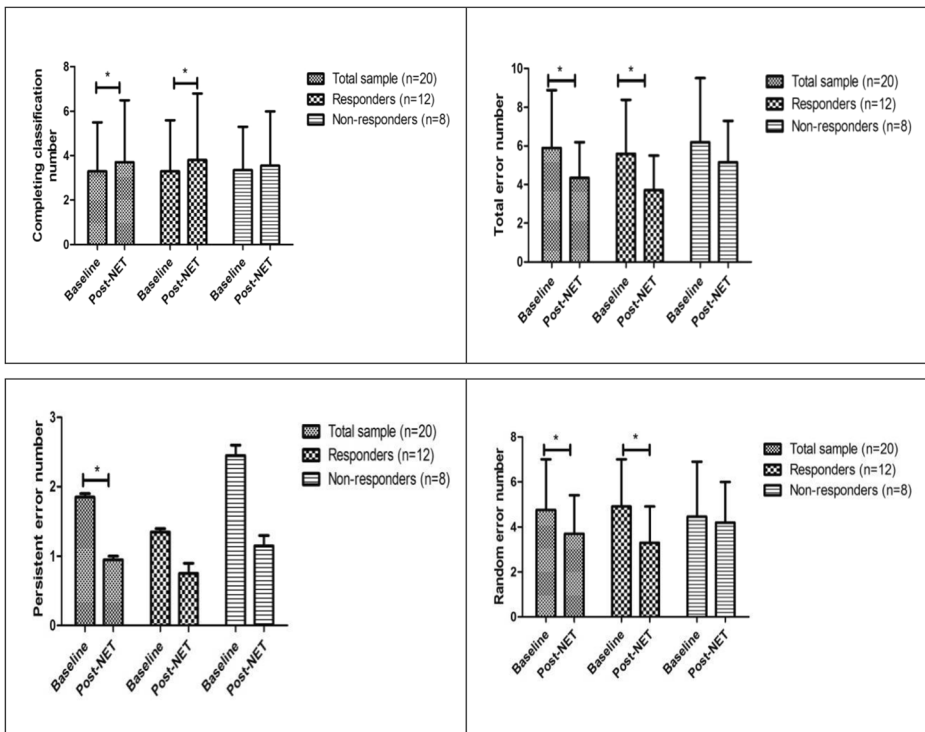 Completing classification
number
8
6
4
2
0
*
*
Baseline
Post-NET
Baseline
Post-NET
Baseline
Post-NET
Total sample (n=20)
Responders (n=12)
Non-responders (n=8)
Total error number
10
8
6
4
2
0
*
*
Baseline
Post-NET
Baseline
Post-NET
Baseline
Post-NET
Total sample (n=20)
Responders (n=12)
Non-responders (n=8)
Persistent error number
3
2
1
0
*
Baseline
Post-NET
Baseline
Post-NET
Baseline
Post-NET
Total sample (n=20)
Responders (n=12)
Non-responders (n=8)
Random error number
8
6
4
2
0
*
*
Baseline
Post-NET
Baseline
Post-NET
Baseline
Post-NET
Total sample (n=20)
Responders (n=12)
Non-responders (n=8)